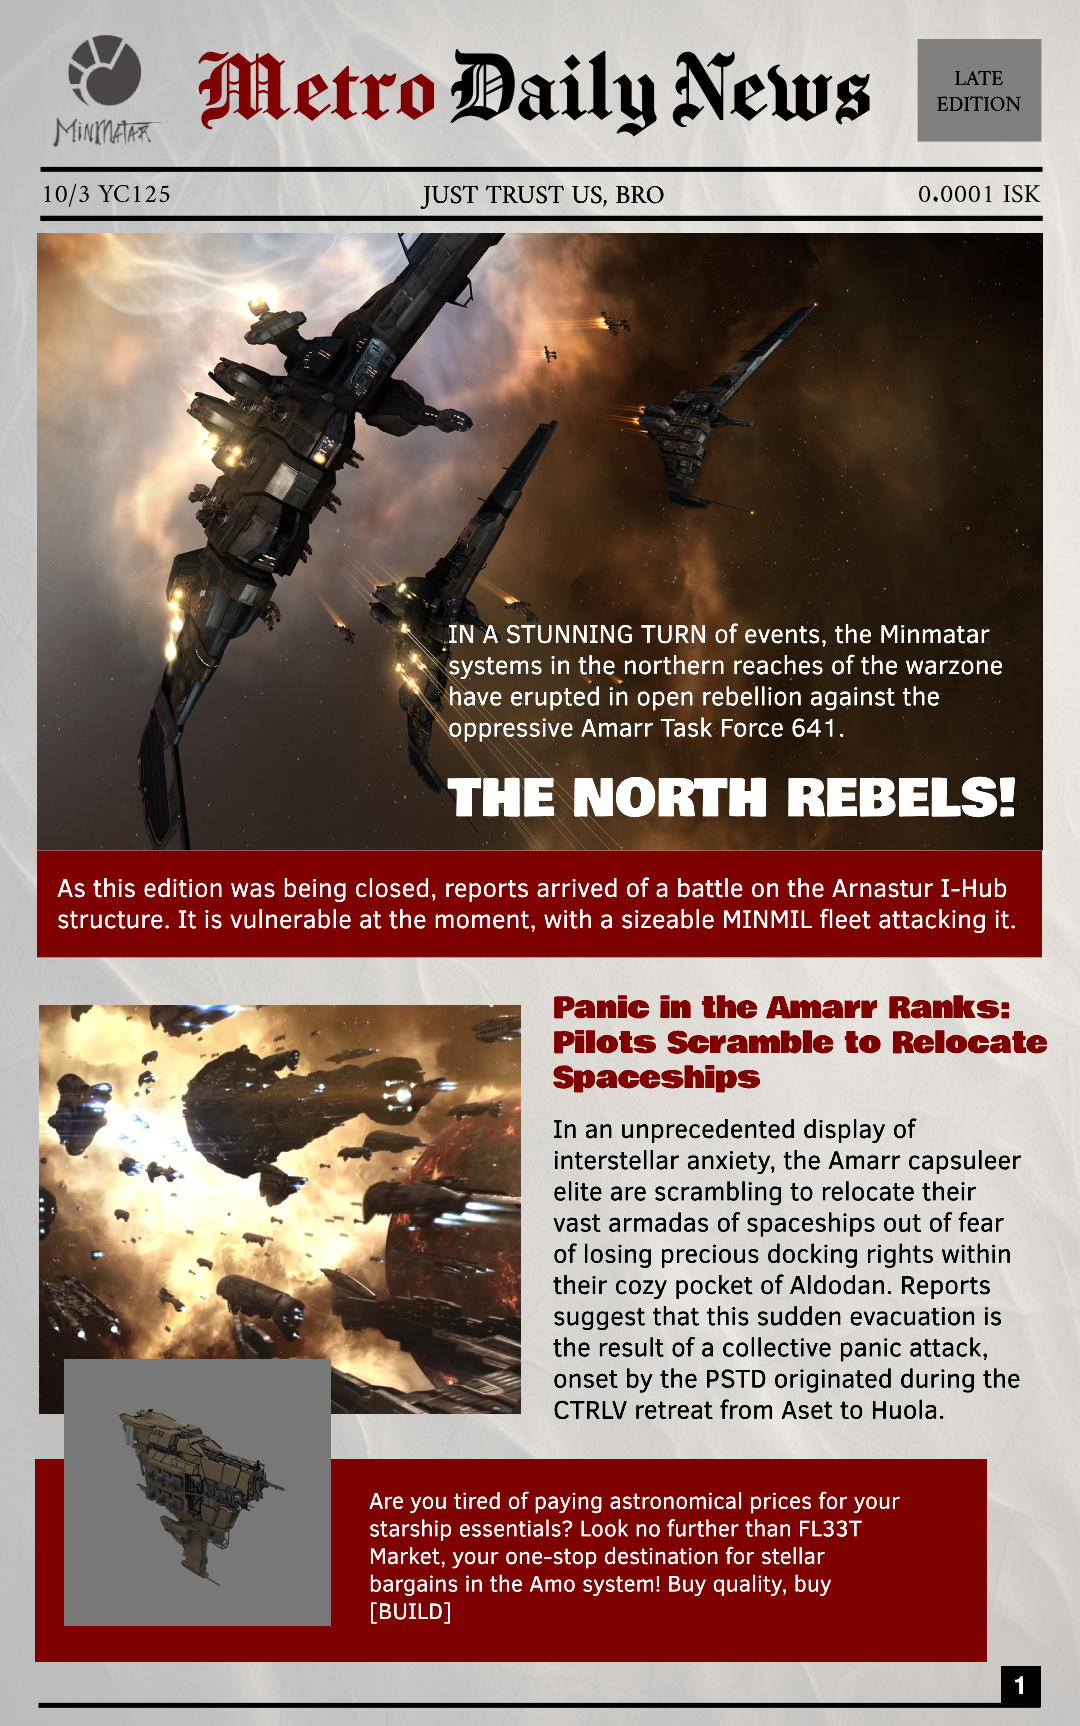 MINMATAR
Metro Daily News
LATE
EDITION
10/3 YC125
JUST TRUST US, BRO
0.0001 ISK
IN A STUNNING TURN of events, the Minmatar
systems in the northern reaches of the warzone
have erupted in open rebellion against the
oppressive Amarr Task Force 641.
THE NORTH REBELS!
As this edition was being closed, reports arrived of a battle on the Arnastur I-Hub
structure. It is vulnerable at the moment, with a sizeable MINMIL fleet attacking it.
Panic in the Amarr Ranks:
Pilots Scramble to Relocate
Spaceships
In an unprecedented display of
interstellar anxiety, the Amarr capsuleer
elite are scrambling to relocate their
vast armadas of spaceships out of fear
of losing precious docking rights within
their cozy pocket of Aldodan. Reports
suggest that this sudden evacuation is
the result of a collective panic attack,
onset by the PSTD originated during the
CTRLV retreat from Aset to Huola.
Are you tired of paying astronomical prices for your
starship essentials? Look no further than FL33T
Market, your one-stop destination for stellar
bargains in the Amo system! Buy quality, buy
[BUILD]
1